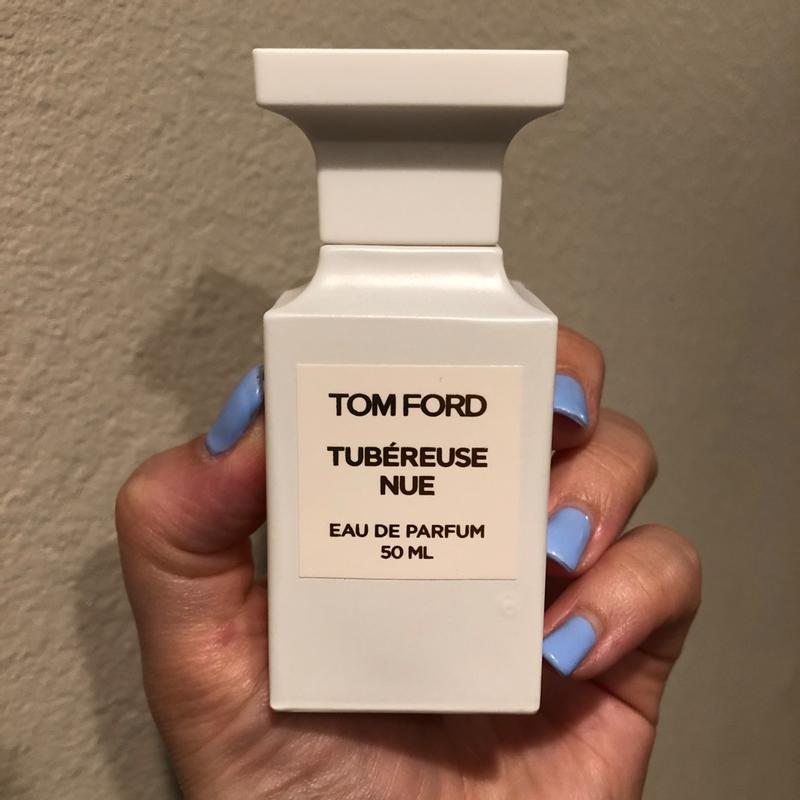 TOM FORD
TUBÉREUSE
NUE
EAU DE PARFUM
50 ML